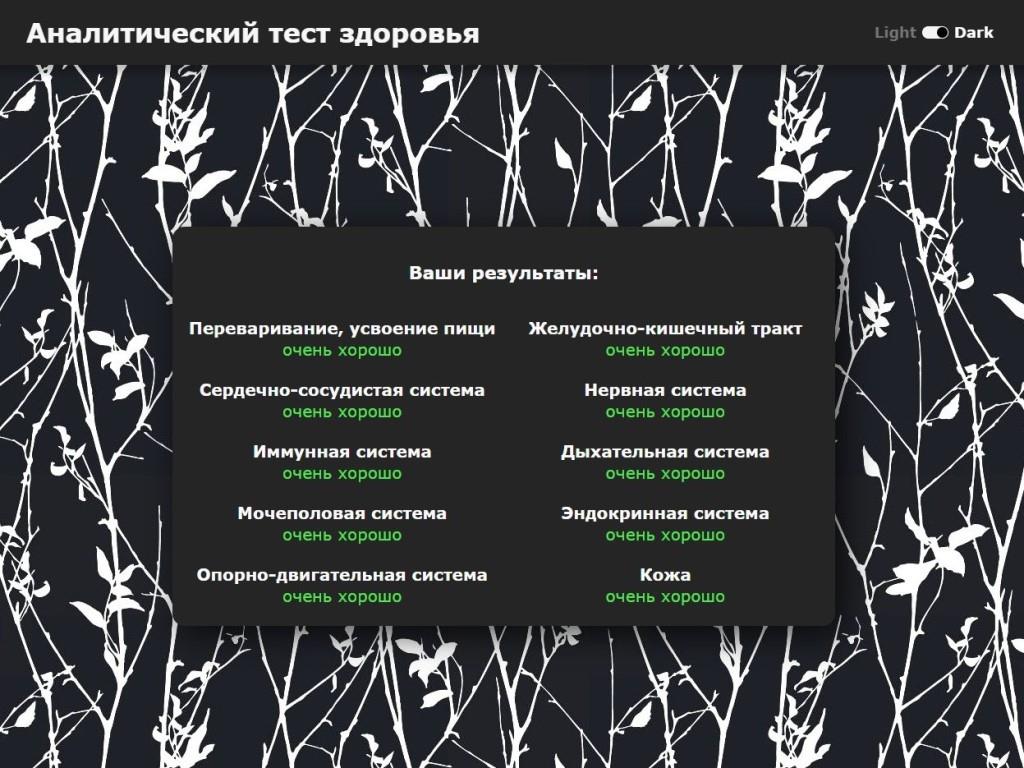 Аналитический тест здоровья
Light Dark
Ваши результаты:
Переваривание, усвоение пищи
очень хорошо
Желудочно-кишечный тракт
очень хорошо
Сердечно-сосудистая система
очень хорошо
Нервная система
очень хорошо
Иммунная система
очень хорошо
Дыхательная система
очень хорошо
Мочеполовая система
очень хорошо
Эндокринная система
очень хорошо
Опорно-двигательная система
очень хорошо
Кожа
очень хорошо